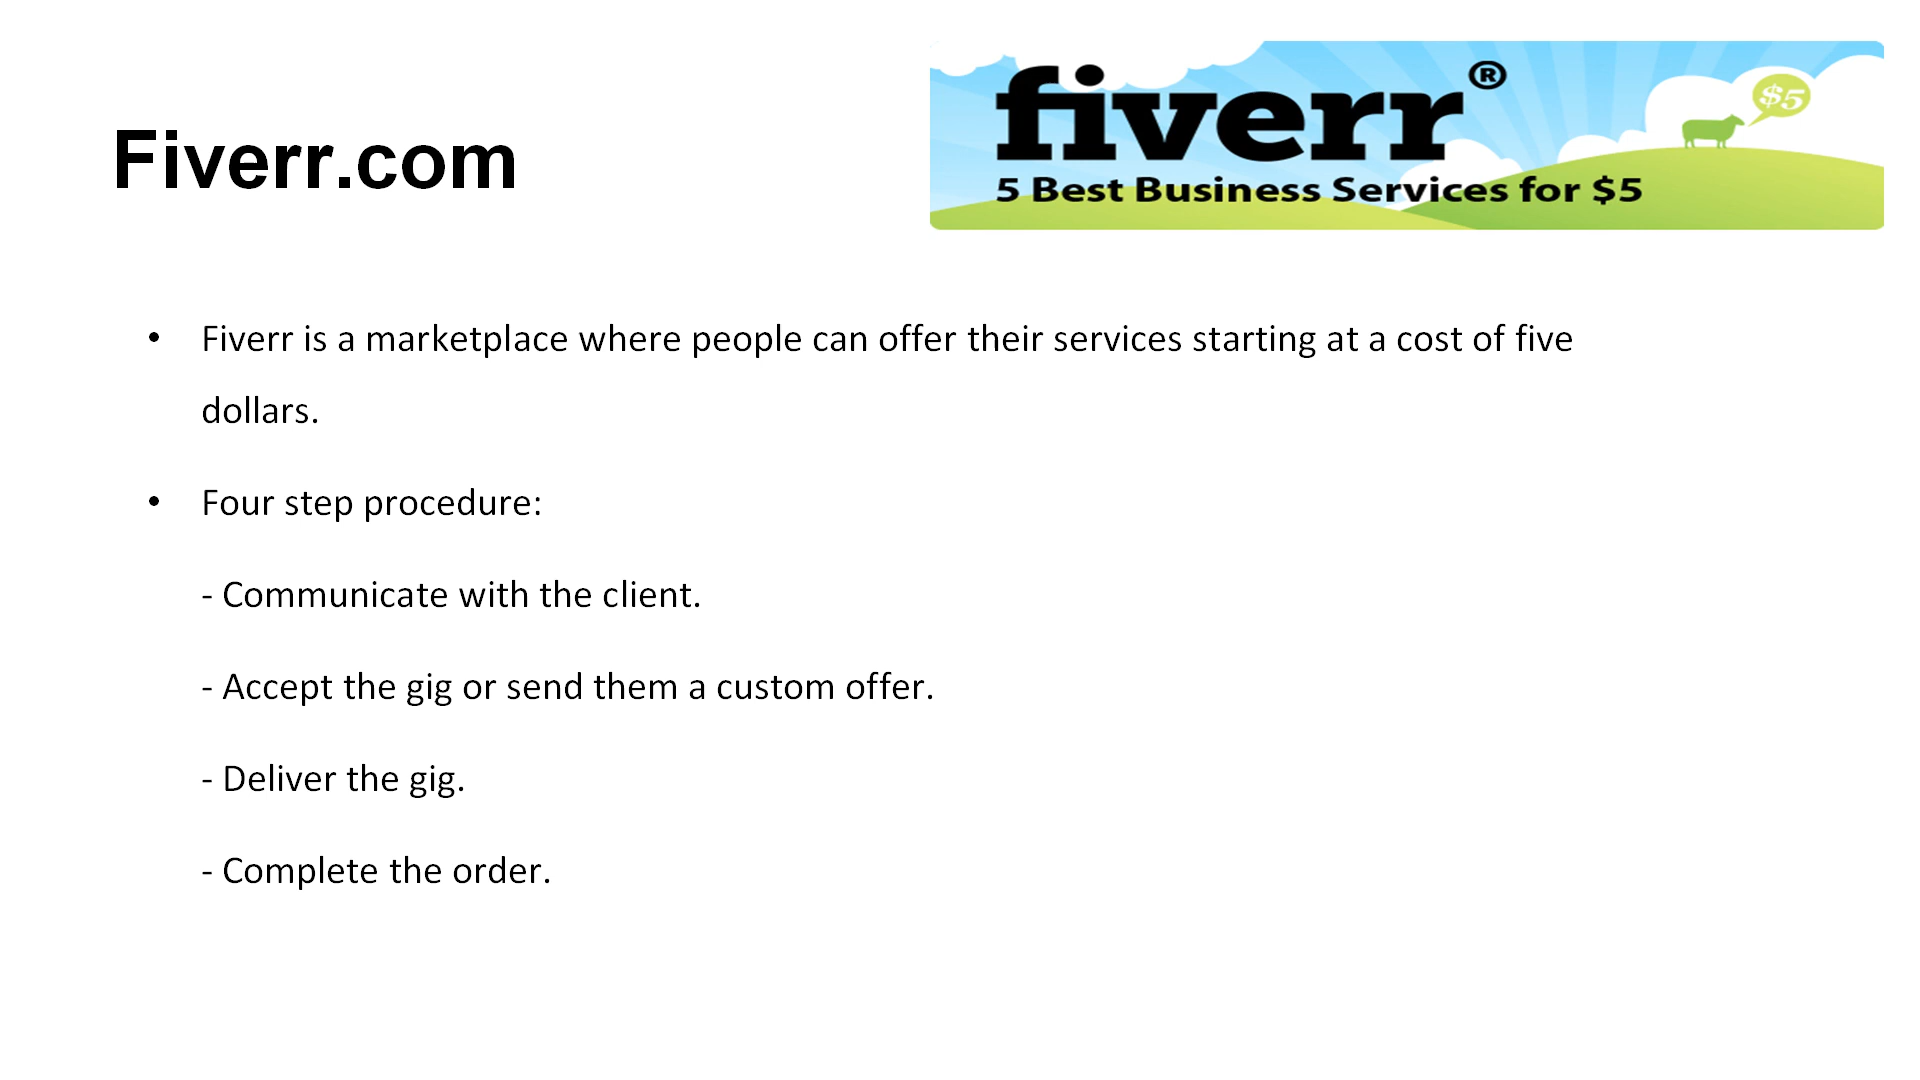 Fiverr.com
fiverr®
5 Best Business Services for $5
$5
• Fiverr is a marketplace where people can offer their services starting at a cost of five
dollars.
• Four step procedure:
- Communicate with the client.
- Accept the gig or send them a custom offer.
- Deliver the gig.
- Complete the order.